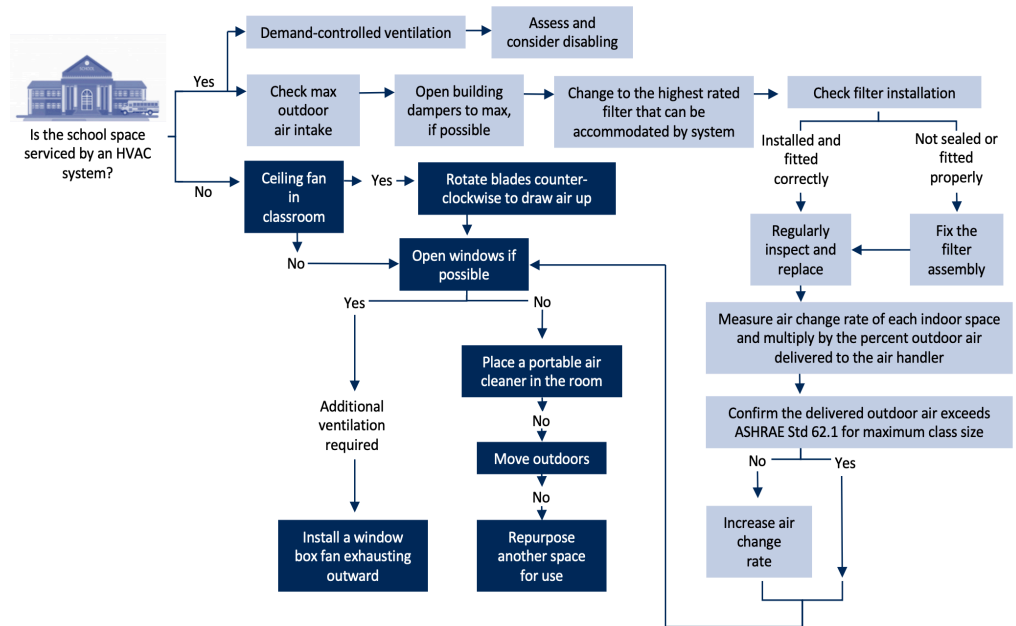 Demand-controlled ventilation
Assess and
consider disabling
SCHOOL
Yes
Check max
outdoor
air intake
Open building
dampers to max,
if possible
Change to the highest rated
filter that can be
accommodated by system
Check filter installation
Is the school space
serviced by an HVAC
system?
Installed and
fitted
correctly
Not sealed or
fitted
properly
No
Ceiling fan
in
classroom
Yes
Rotate blades counter-
clockwise to draw air up
Regularly
inspect and
replace
Fix the
filter
assembly
No
Open windows if
possible
Yes
No
Measure air change rate of each indoor space
and multiply by the percent outdoor air
delivered to the air handler
Place a portable air
cleaner in the room
Additional
ventilation
required
No
Confirm the delivered outdoor air exceeds
ASHRAE Std 62.1 for maximum class size
Move outdoors
No
Yes
No
Install a window
box fan exhausting
outward
Repurpose
another space
for use
Increase air
change
rate